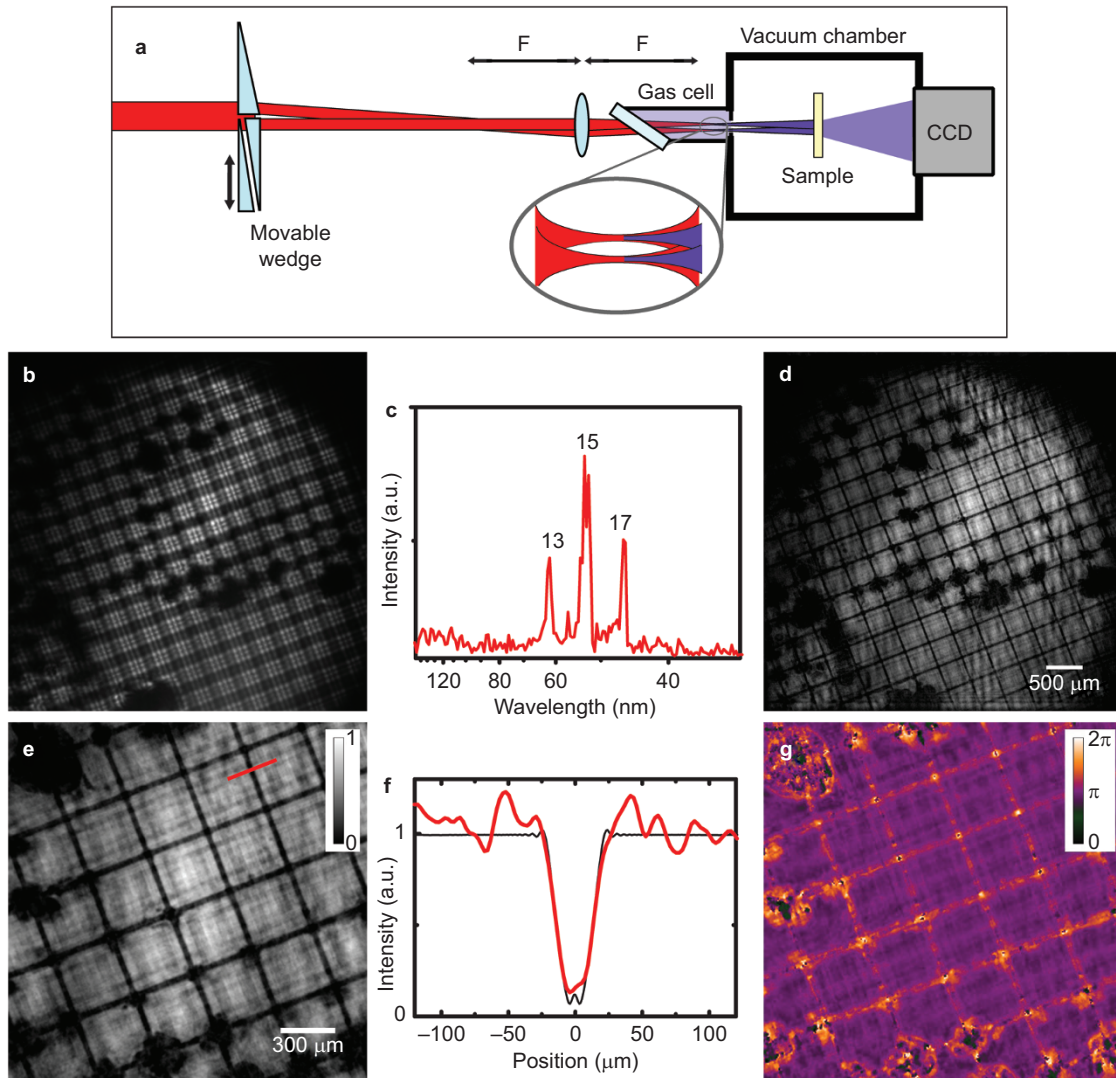 a
F
F
Vacuum chamber
Gas cell
CCD
Sample
Movable
wedge
b
c
15
13
17
Intensity (a.u.)
120
80
60
40
Wavelength (nm)
d
500 μm
e
1
0
300 μm
f
1
0
Intensity (a.u.)
−100
−50
0
50
100
Position (μm)
g
2π
π
0